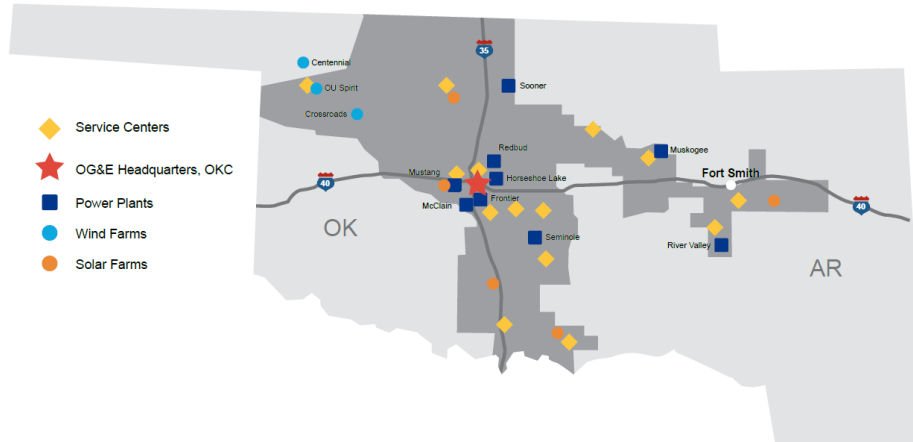 35
Centennial
OU Spirit
Sooner
Crossroads
Service Centers
Redbud
Muskogee
OG&E Headquarters, OKC
Mustang
Horseshoe Lake
Fort Smith
40
Power Plants
McClain
Frontier
40
OK
Wind Farms
Seminole
River Valley
Solar Farms
AR